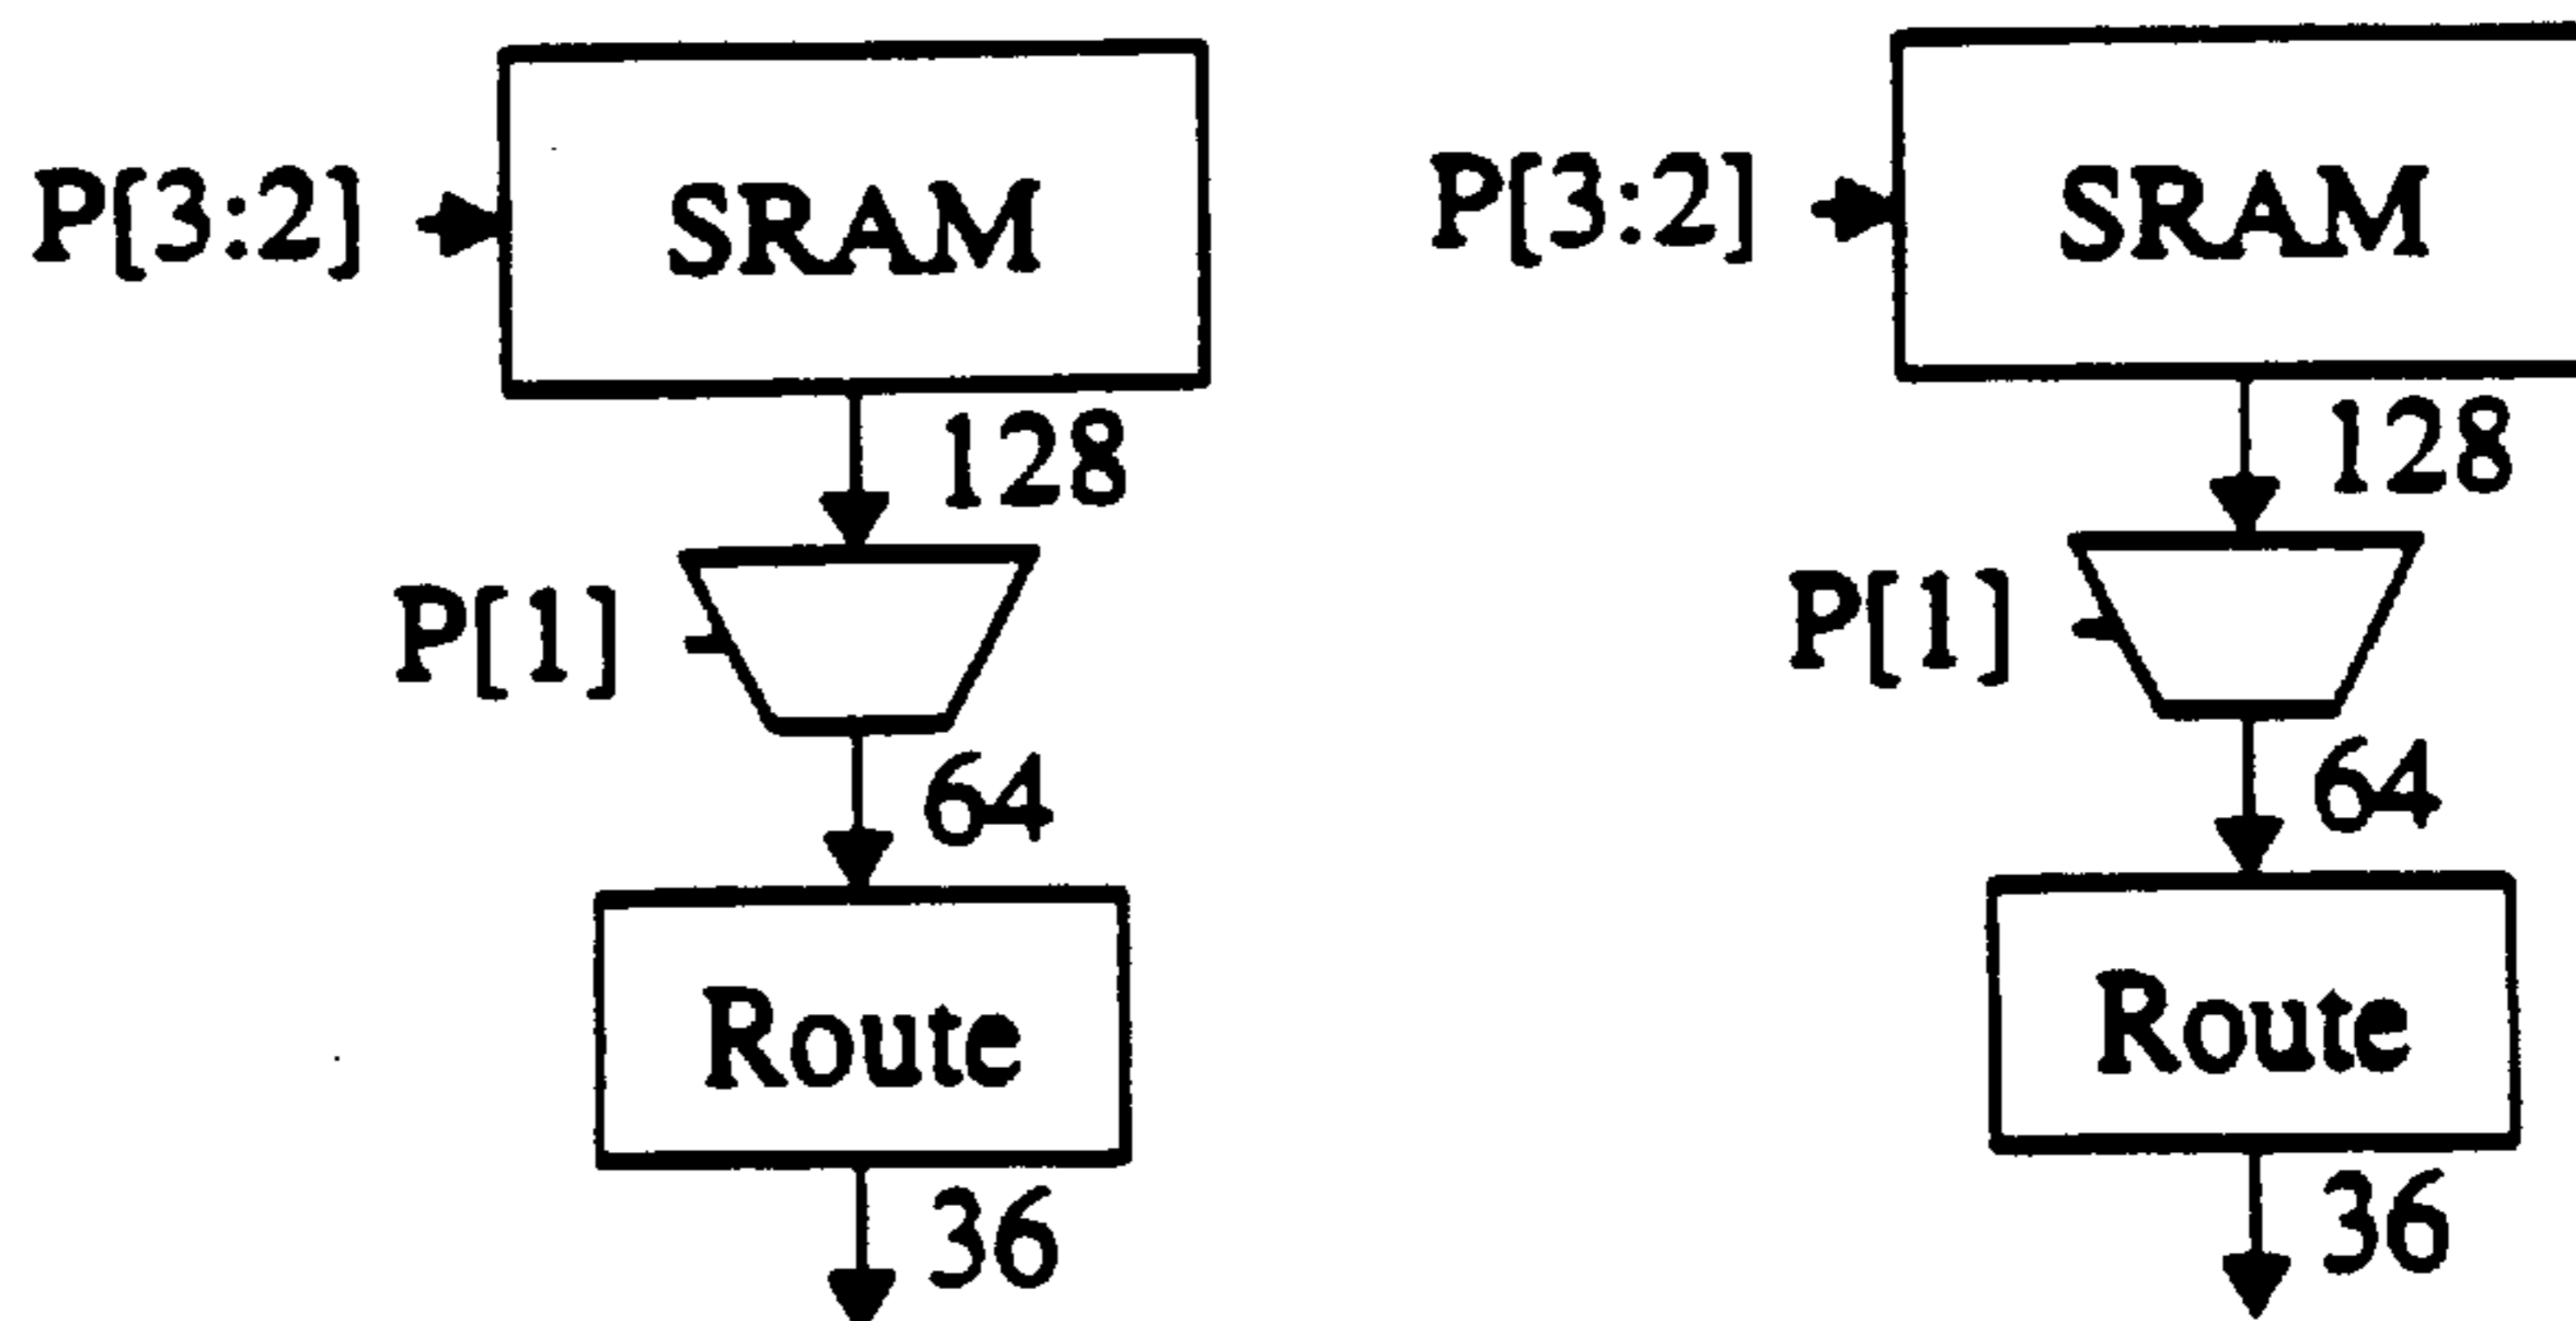 P[3:2] SRAM P[3:2] SRAM
128 128
P[1] P[1]
64 64
Route Route
36 36